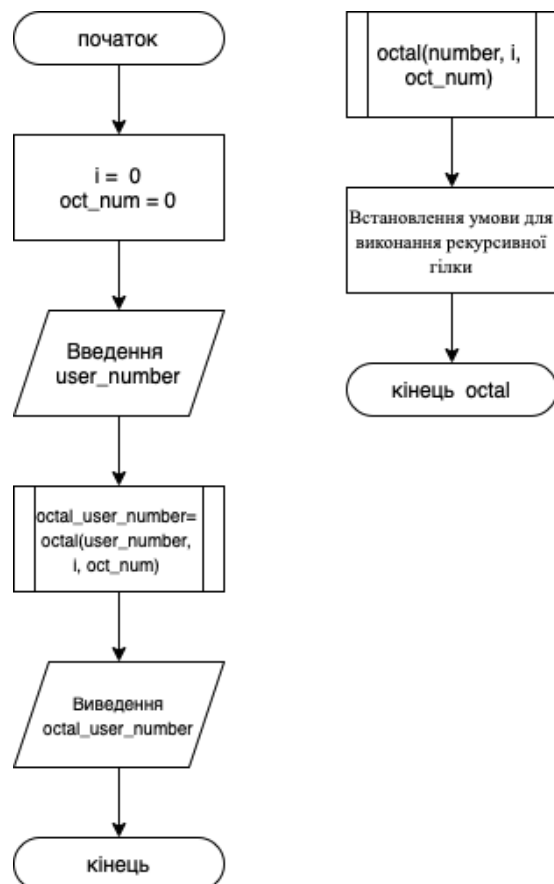 початок
i = 0
oct_num = 0
Введення
user_number
octal_user_number=
octal(user_number,
i, oct_num)
Виведення
octal_user_number
кінець
octal(number, i,
oct_num)
Встановлення умови для
виконання рекурсивної
гілки
кінець octal